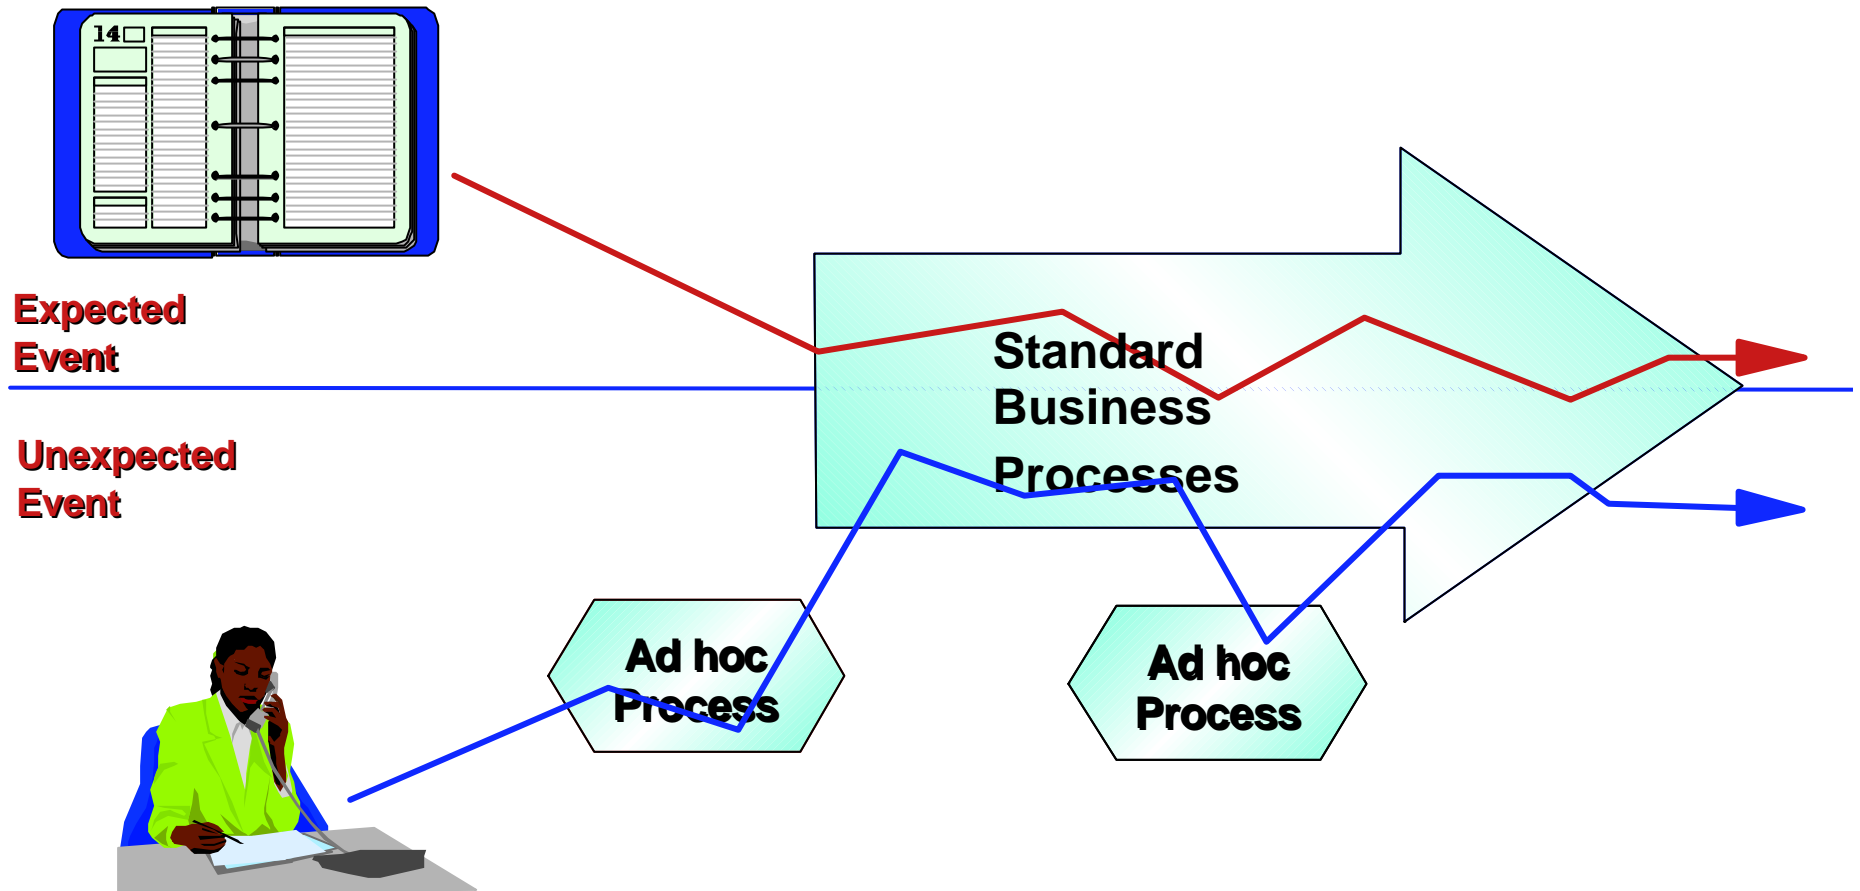 14
Expected
Event
Standard
Business
Processes
Unexpected
Event
Ad hoc
Process
Ad hoc
Process